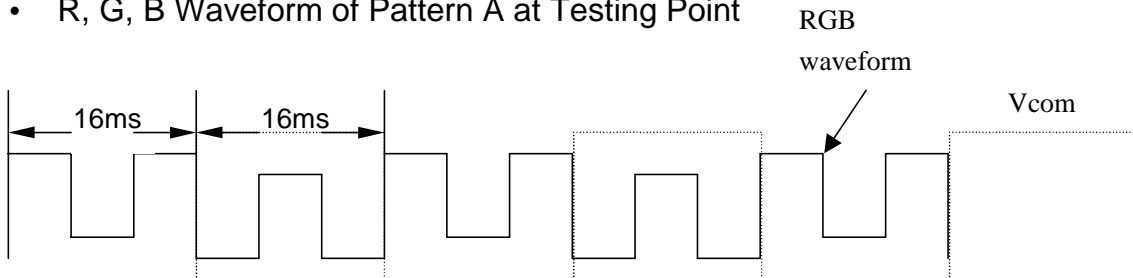 • R, G, B Waveform of Pattern A at Testing Point
RGB
waveform
Vcom
16ms
16ms